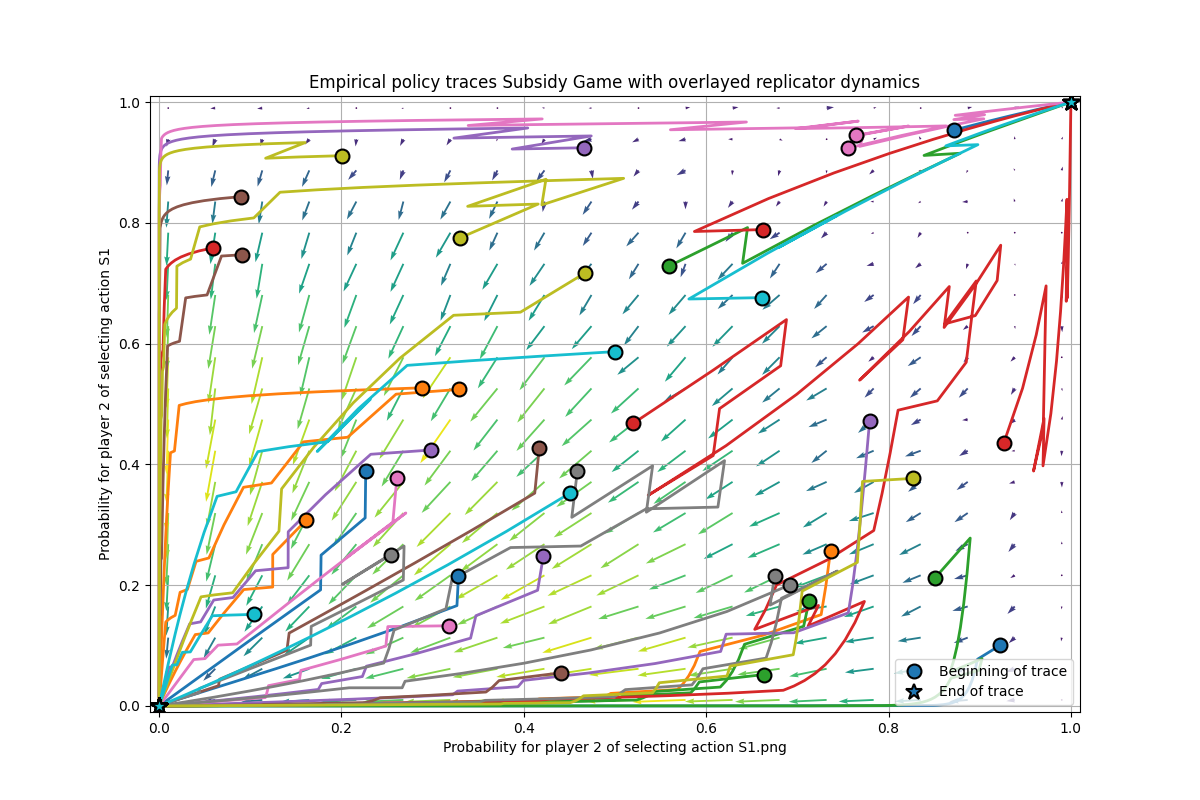 Empirical policy traces Subsidy Game with overlayed replicator dynamics
Probability for player 2 of selecting action S1
1.0
0.8
0.6
0.4
0.2
0.0
Beginning of trace
End of trace
0.0 0.2 0.4 0.6 0.8 1.0
Probability for player 2 of selecting action S1.png